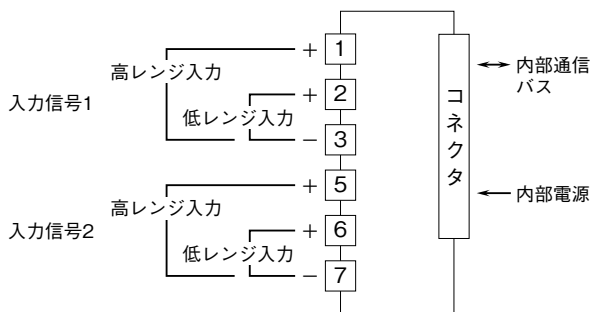 + 1
高レンジ入力
+ 2
入力信号1
低レンジ入力
- 3
+ 5
高レンジ入力
+ 6
入力信号2
低レンジ入力
- 7
コネクタ
内部通信
バス
内部電源